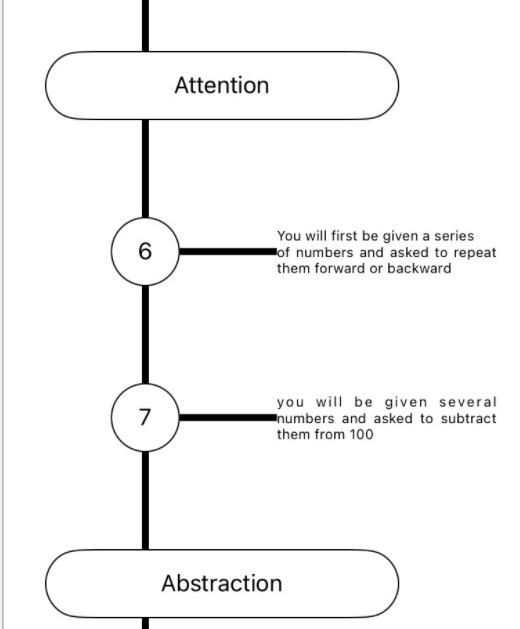 Attention
6
You will first be given a series
of numbers and asked to repeat
them forward or backward
7
you will be given several
numbers and asked to subtract
them from 100
Abstraction